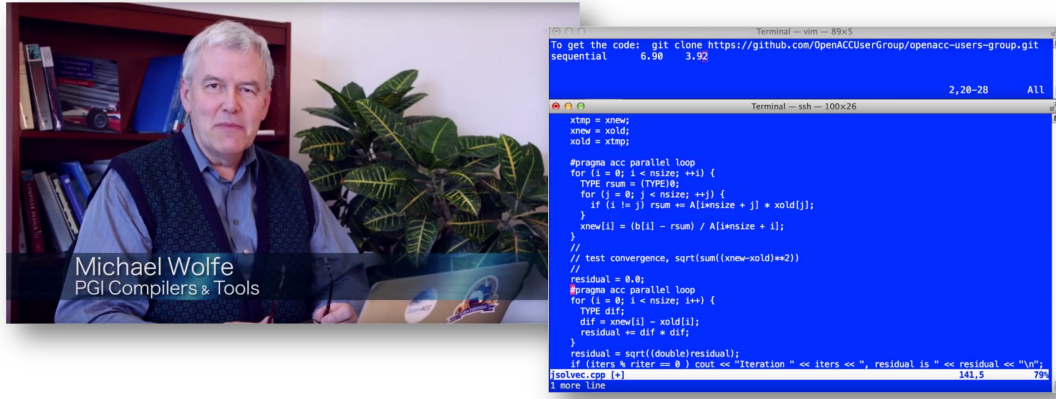 Michael Wolfe
PGI Compilers & Tools
Terminal — vim — 89×5
To get the code:  git clone https://github.com/OpenACCUserGroup/openacc-users-group.git
sequential      6.90    3.92
2,20-28       All
Terminal — ssh — 100×26
    xtmp = xnew;
    xnew = xold;
    xold = xtmp;
    #pragma acc parallel loop
    for (i = 0; i < nsize; ++i) {
      TYPE rsum = (TYPE)0;
      for (j = 0; j < nsize; ++j) {
        if (i != j) rsum += A[i*nsize + j] * xold[j];
      }
      xnew[i] = (b[i] - rsum) / A[i*nsize + i];
    }
    //
    // test convergence, sqrt(sum((xnew-xold)**2))
    //
    residual = 0.0;
    #pragma acc parallel loop
    for (i = 0; i < nsize; i++) {
      TYPE dif;
      dif = xnew[i] - xold[i];
      residual += dif * dif;
    }
    residual = sqrt((double)residual);
    if (iters % riter == 0 ) cout << "Iteration " << iters << ", residual is " << residual << "\n";
jsolvec.cpp [+]                141,5         79%
1 more line